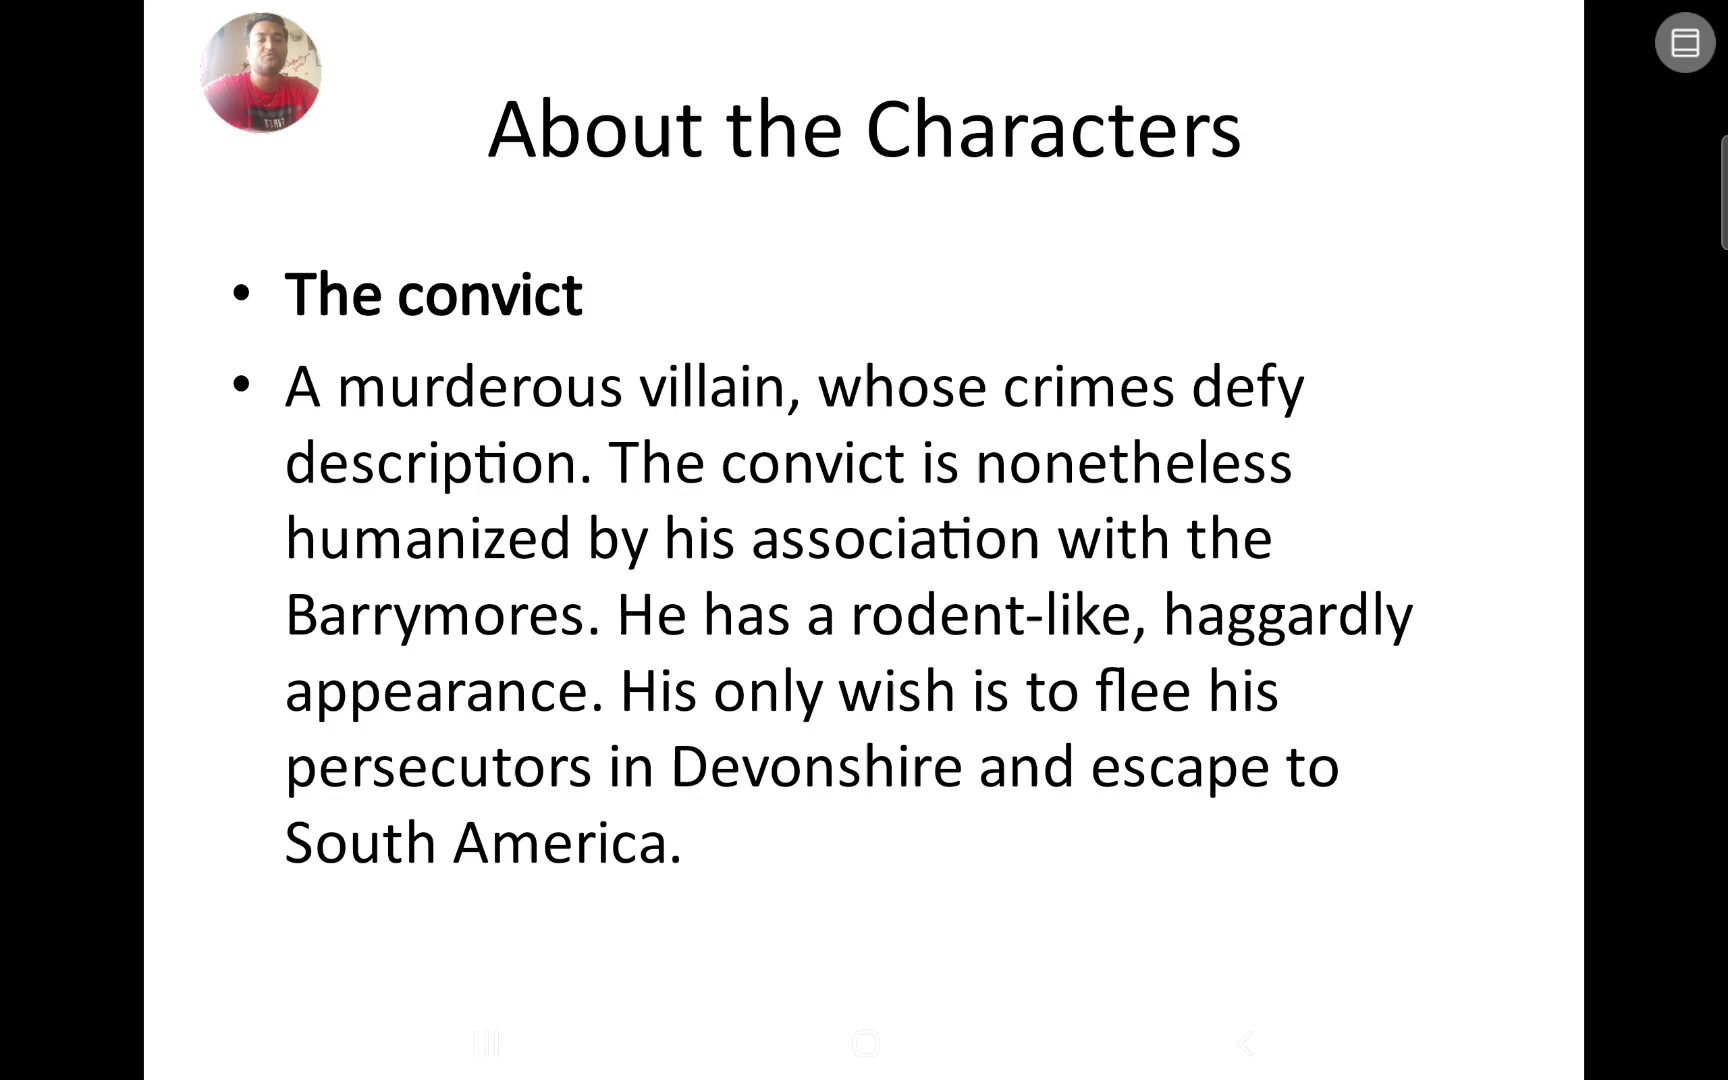 About the Characters
• The convict
• A murderous villain, whose crimes defy
description. The convict is nonetheless
humanized by his association with the
Barrymores. He has a rodent-like, haggardly
appearance. His only wish is to flee his
persecutors in Devonshire and escape to
South America.